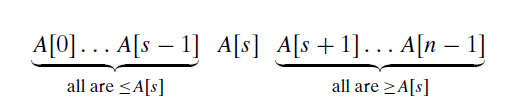 A[0] . . . A[s − 1] A[s] A[s + 1] . . . A[n − 1]
all are ≤A[s] all are ≥A[s]